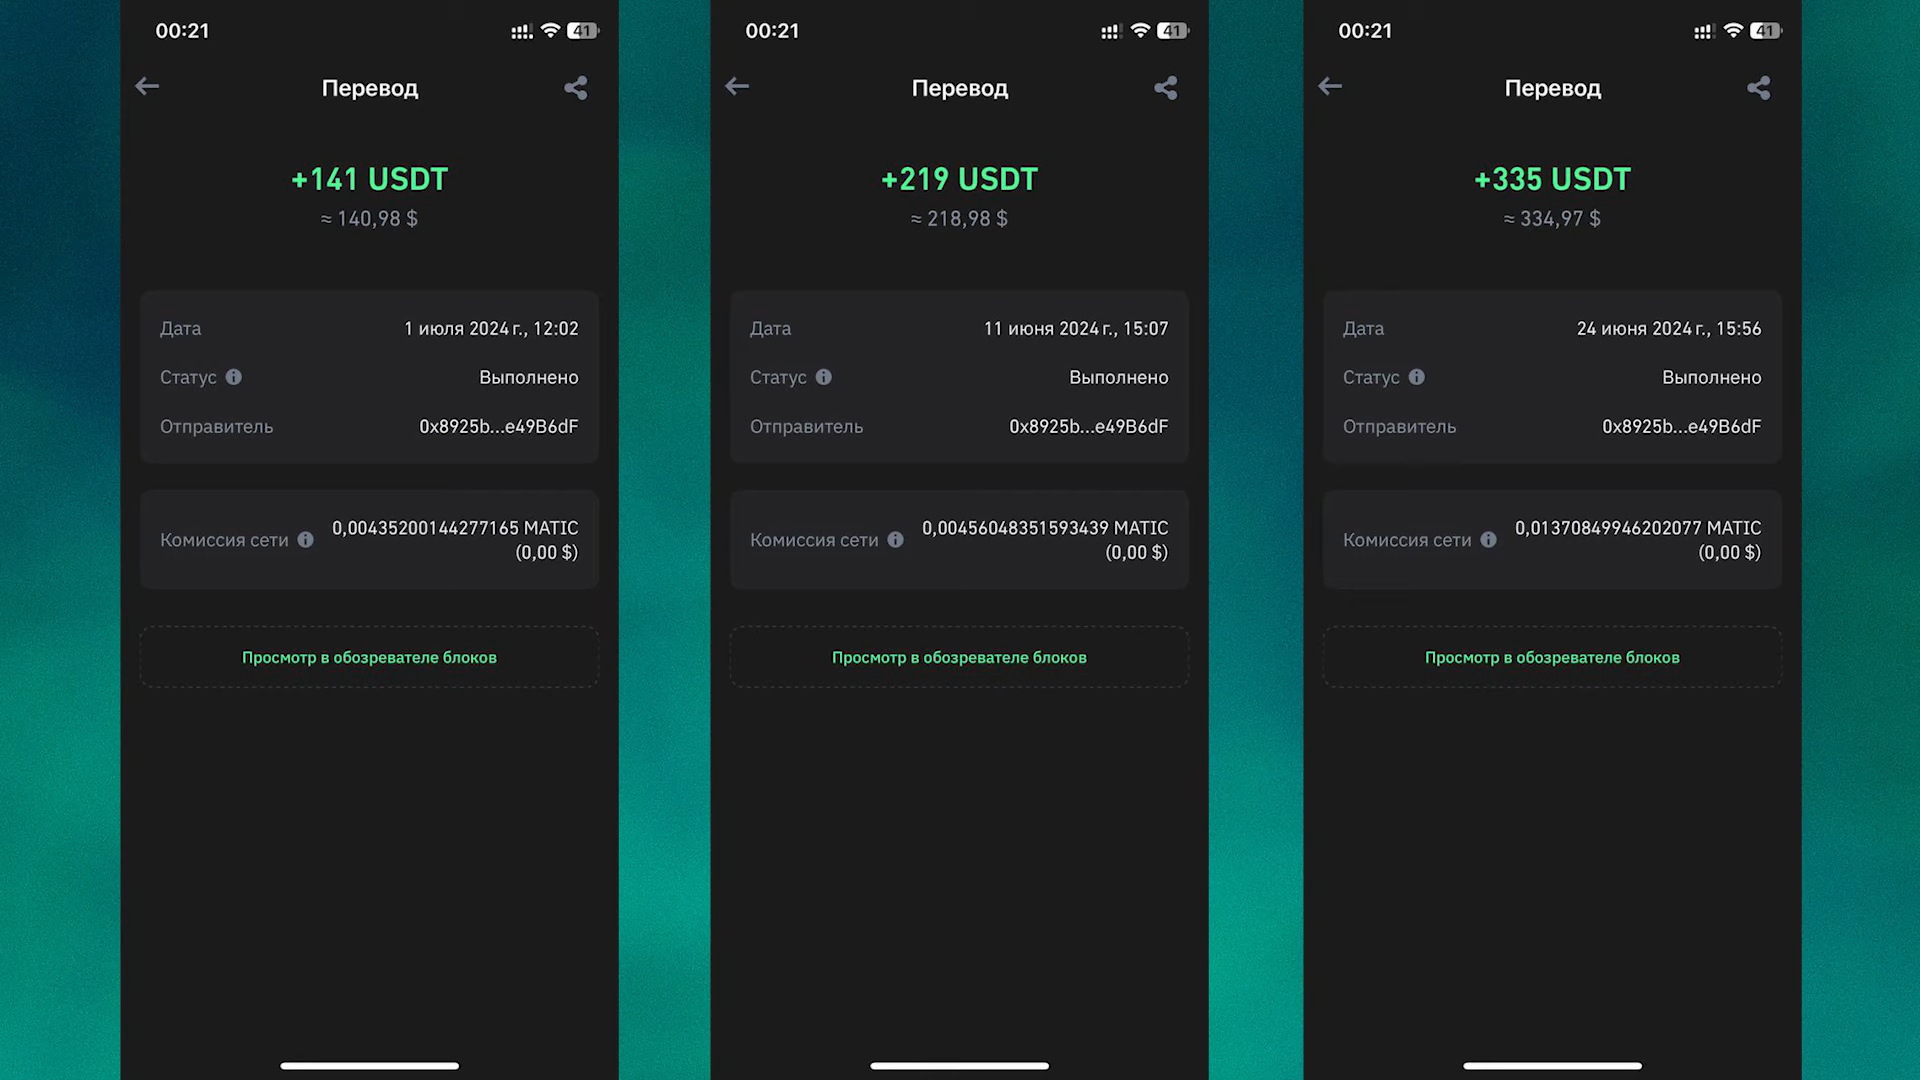 00:21
41
Перевод
+141 USDT
≈ 140,98 $
Дата 1 июля 2024 г., 12:02
Статус Выполнено
Отправитель 0x8925b...e49B6dF
Комиссия сети 0,00435200144277165 MATIC
(0,00 $)
Просмотр в обозревателе блоков
00:21
41
Перевод
+219 USDT
≈ 218,98 $
Дата 11 июня 2024 г., 15:07
Статус Выполнено
Отправитель 0x8925b...e49B6dF
Комиссия сети 0,00456048351593439 MATIC
(0,00 $)
Просмотр в обозревателе блоков
00:21
41
Перевод
+335 USDT
≈ 334,97 $
Дата 24 июня 2024 г., 15:56
Статус Выполнено
Отправитель 0x8925b...e49B6dF
Комиссия сети 0,01370849946202077 MATIC
(0,00 $)
Просмотр в обозревателе блоков